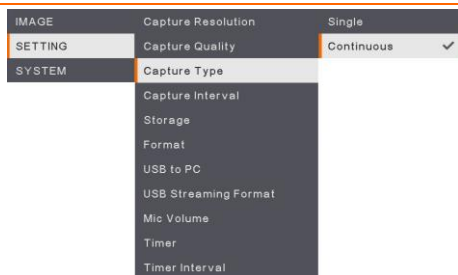 IMAGE
SETTING
SYSTEM
Capture Resolution
Capture Quality
Capture Type
Capture Interval
Storage
Format
USB to PC
USB Streaming Format
Mic Volume
Timer
Timer Interval
Single
Continuous ✓